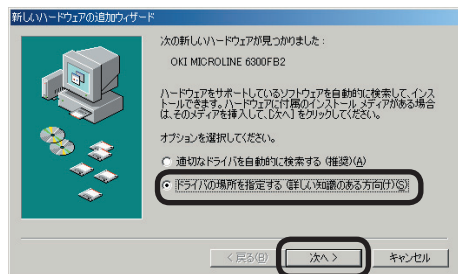 新しいハードウェアの追加ウィザード
次の新しいハードウェアが見つかりました：
OKI MICROLINE 6300FB2
ハードウェアをサポートしているソフトウェアを自動的に検索して、インス
トールできます。ハードウェアに付属のインストール メディアがある場合
は、そのメディアを挿入して、[次へ] をクリックしてください。
オプションを選択してください。
適切なドライバを自動的に検索する (推奨)(A)
ドライバの場所を指定する (詳しい知識のある方向け)(S)
< 戻る(B)
次へ >
キャンセル